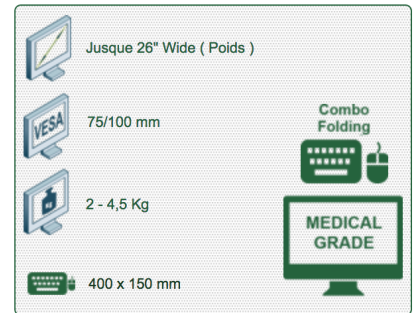 Jusque 26" Wide ( Poids )
VESA
75/100 mm
Combo
Folding
KG
2 - 4,5 Kg
MEDICAL
GRADE
400 x 150 mm